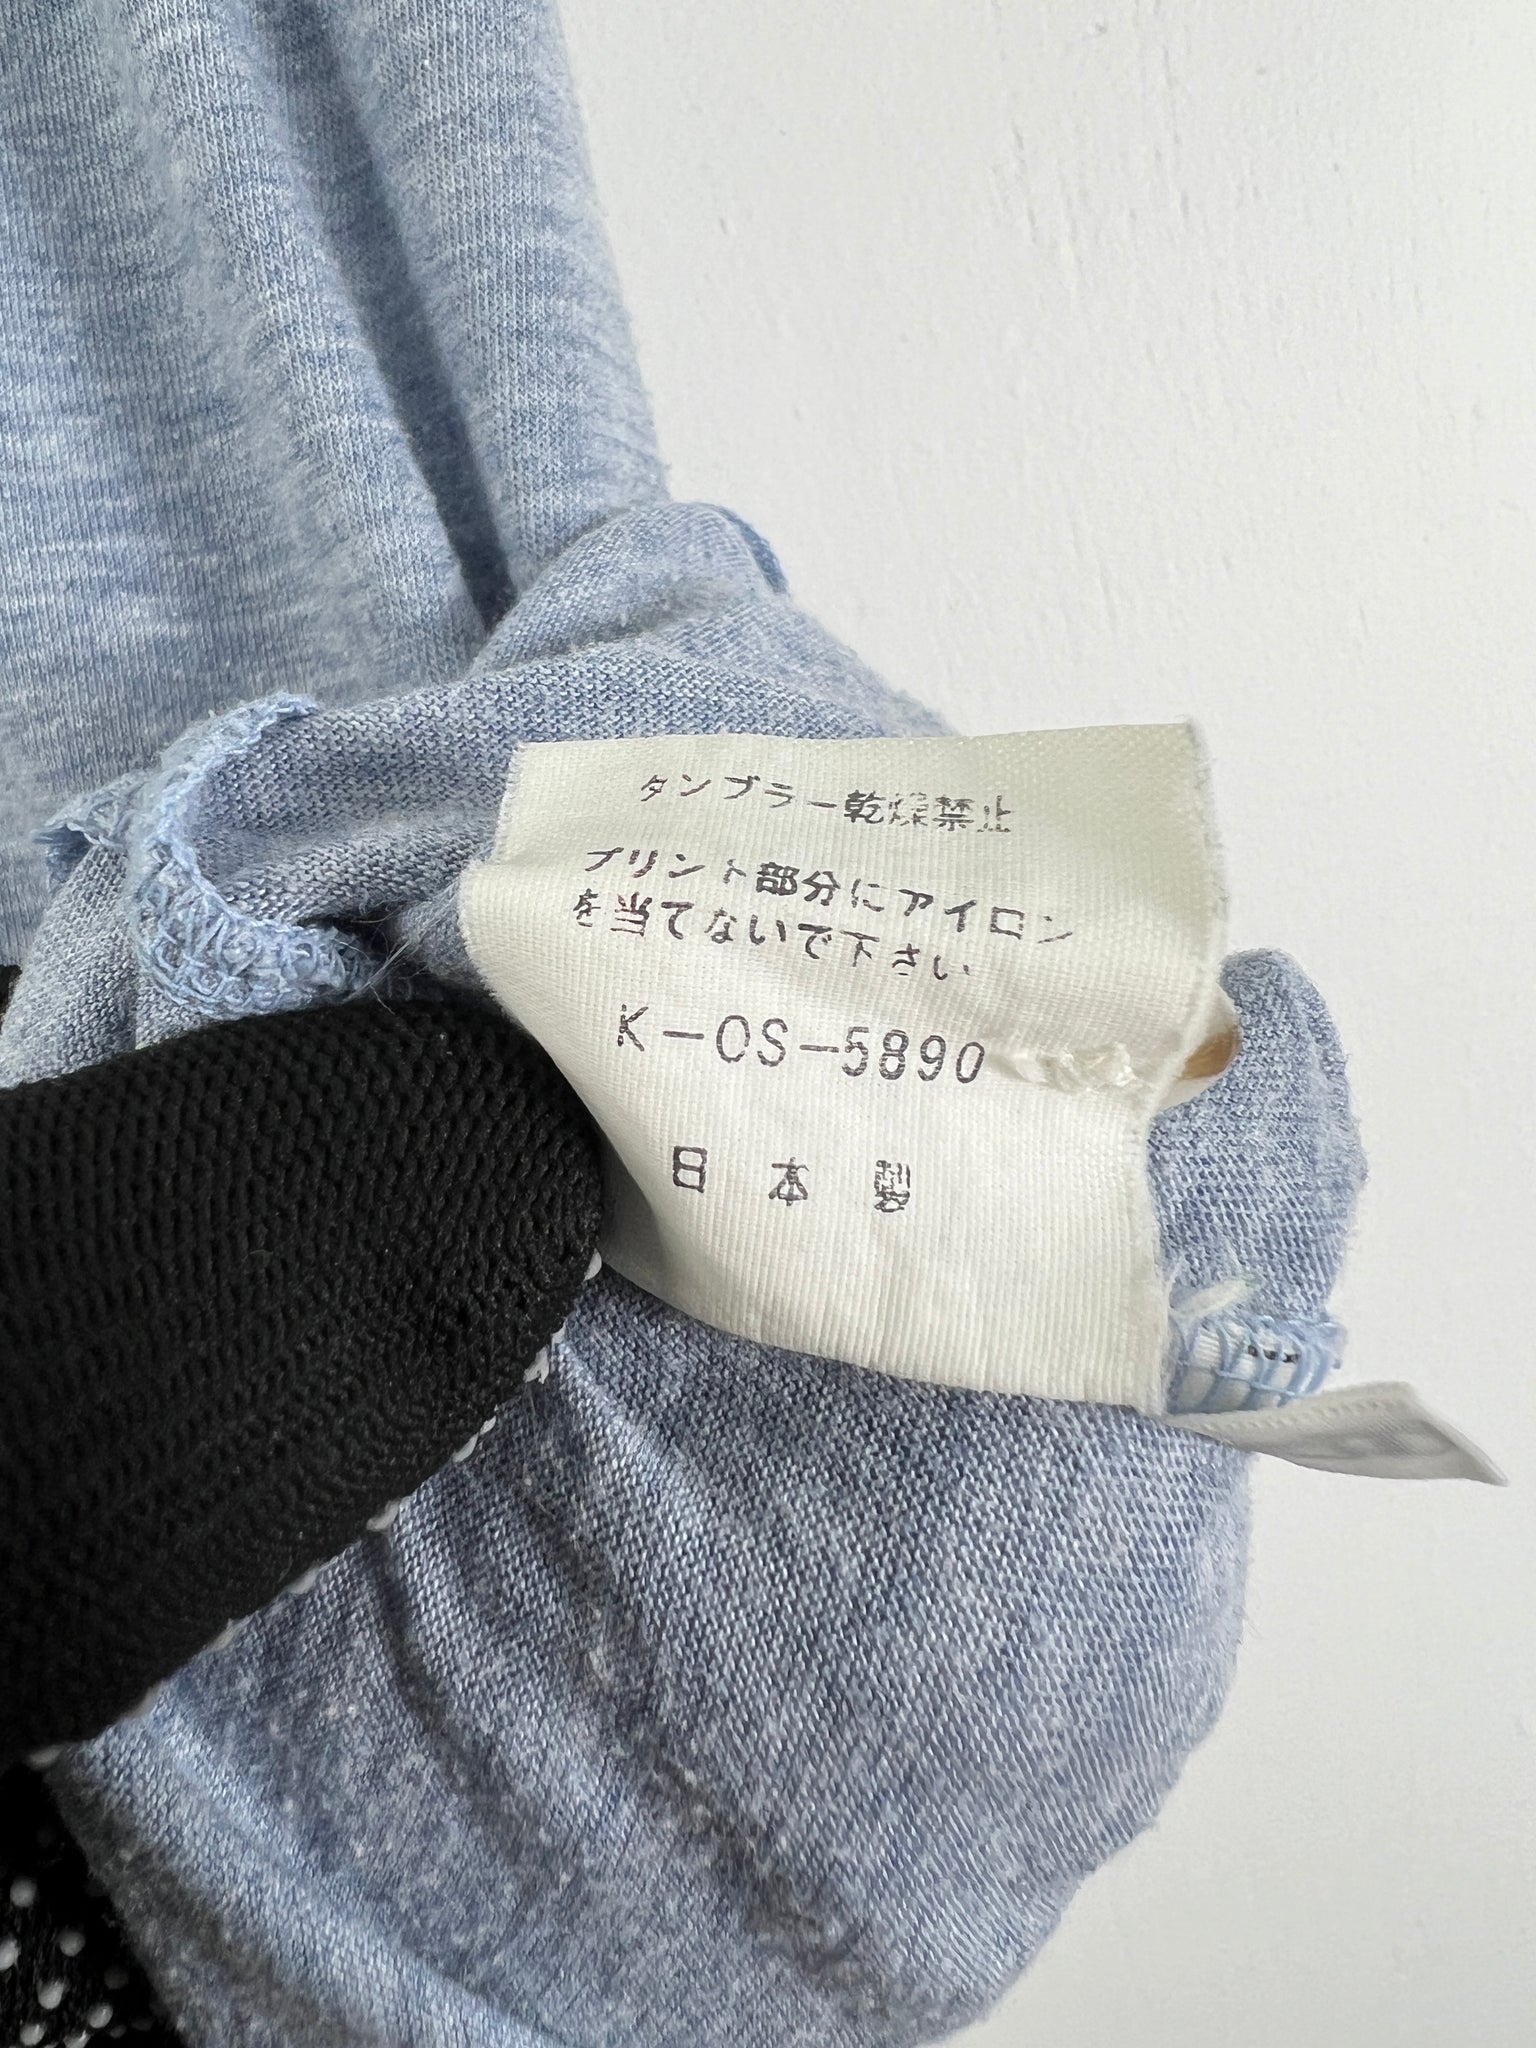 タンブラー乾燥禁止
プリント部分にアイロン
を当てないで下さい
K-OS-5890
日本製